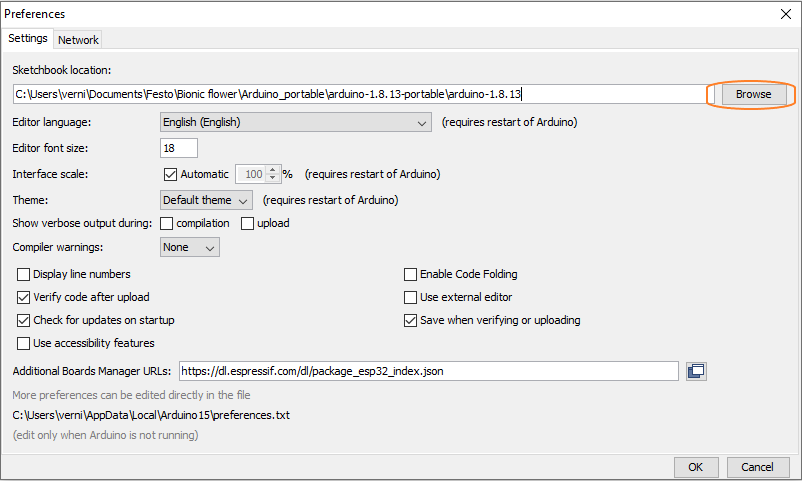 Preferences
Settings Network
Sketchbook location:
C:\Users\verni\Documents\Festo\Bionic flower\Arduino_portable\arduino-1.8.13-portable\arduino-1.8.13 Browse
Editor language: English (English) (requires restart of Arduino)
Editor font size: 18
Interface scale: Automatic 100 % (requires restart of Arduino)
Theme: Default theme (requires restart of Arduino)
Show verbose output during: compilation upload
Compiler warnings: None
Display line numbers Enable Code Folding
Verify code after upload Use external editor
Check for updates on startup Save when verifying or uploading
Use accessibility features
Additional Boards Manager URLs: https://dl.espressif.com/dl/package_esp32_index.json
More preferences can be edited directly in the file
C:\Users\verni\AppData\Local\Arduino15\preferences.txt
(edit only when Arduino is not running)
OK Cancel